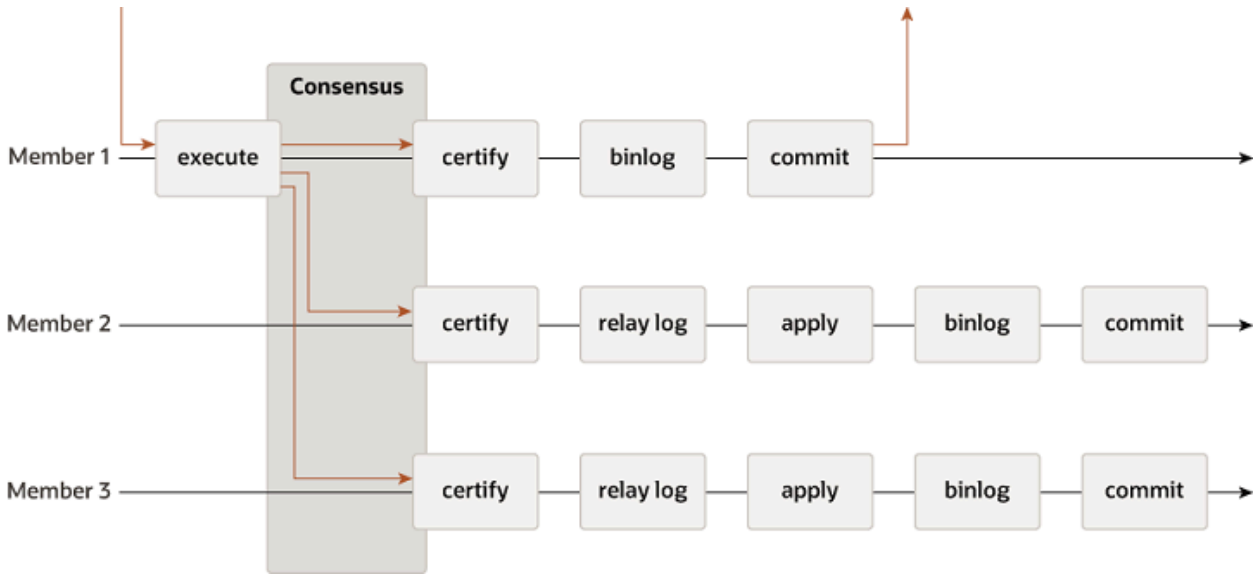 Consensus
Member 1 execute certify binlog commit
Member 2 certify relay log apply binlog commit
Member 3 certify relay log apply binlog commit